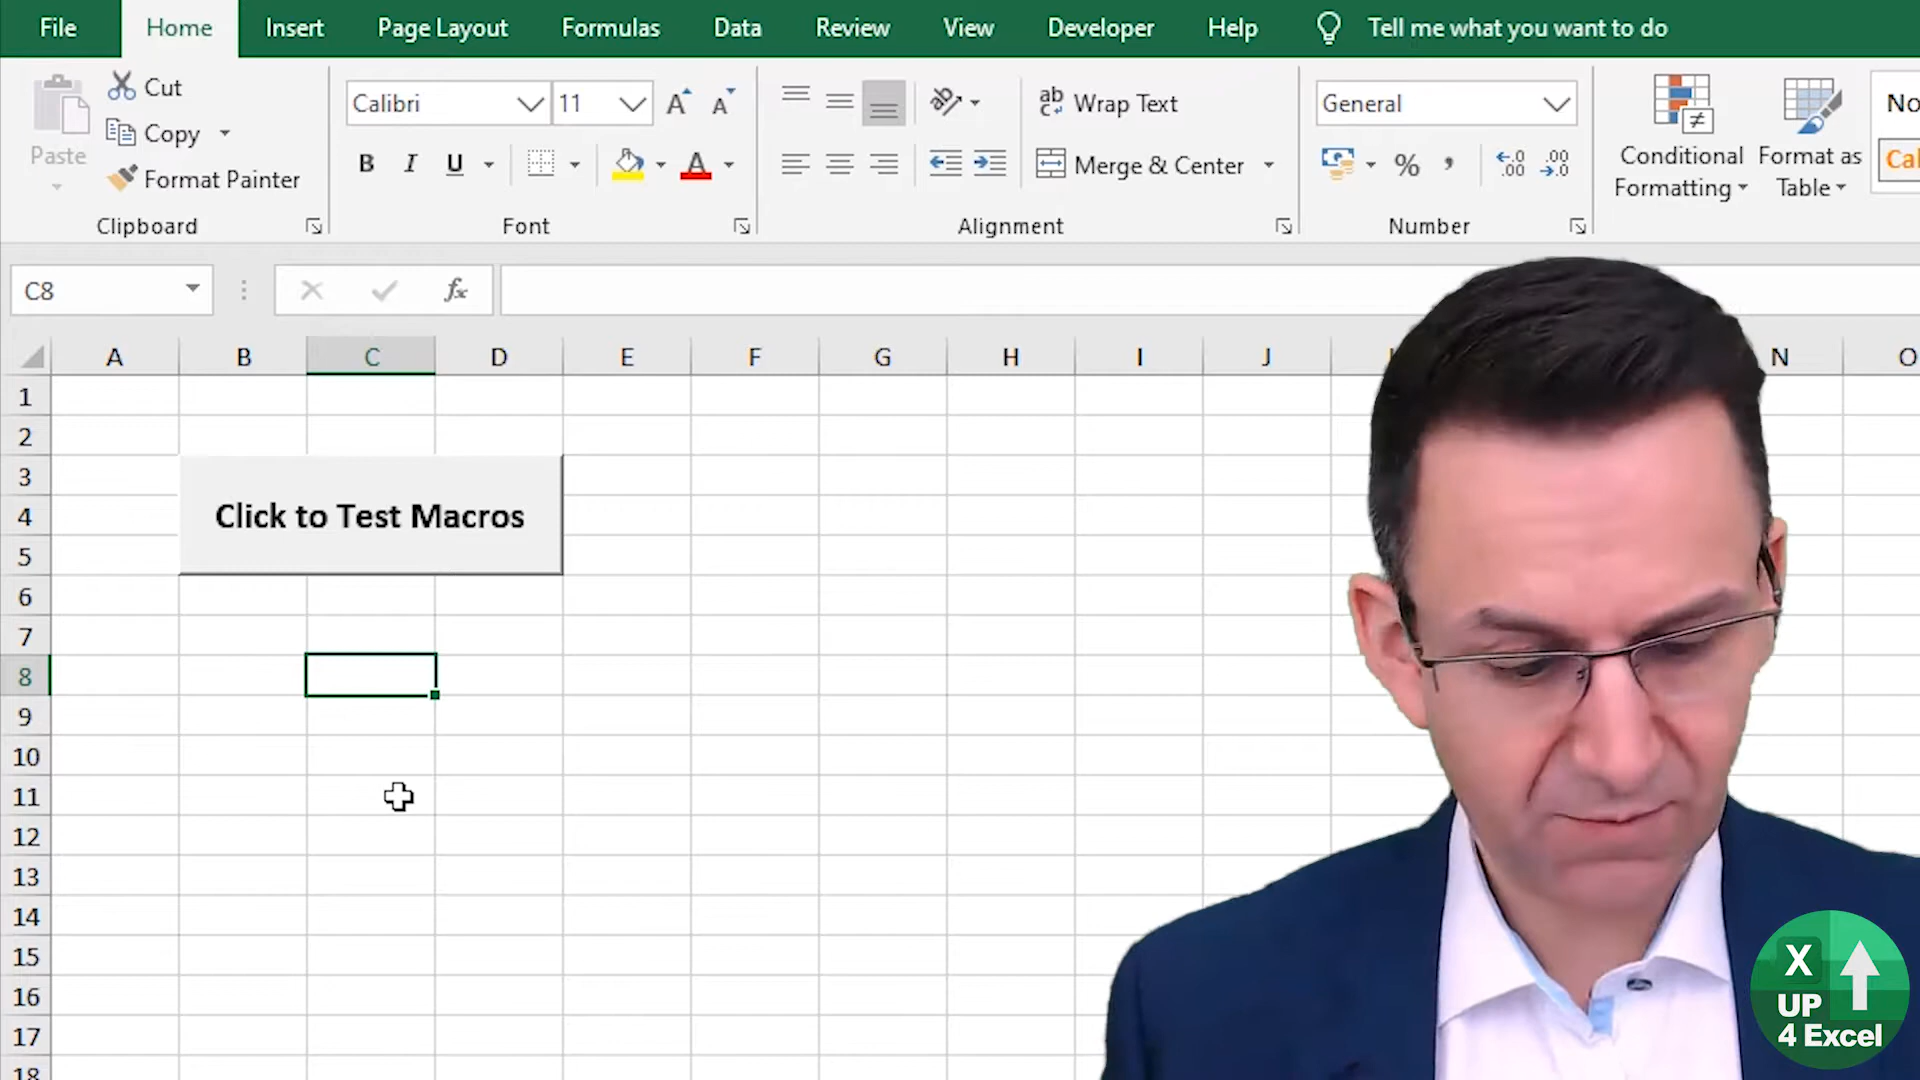 File Home Insert Page Layout Formulas Data Review View Developer Help Tell me what you want to do
Paste
Cut
Copy
Format Painter
Clipboard
Calibri 11
B I U
Font
Wrap Text
Merge & Center
Alignment
General
%
Number
Conditional
Formatting
Format as
Table
C8
fx
A B C D E F G H I J N O
1
2
3
4
5
6
7
8
9
10
11
12
13
14
15
16
17
18
Click to Test Macros
X
UP
4 Excel